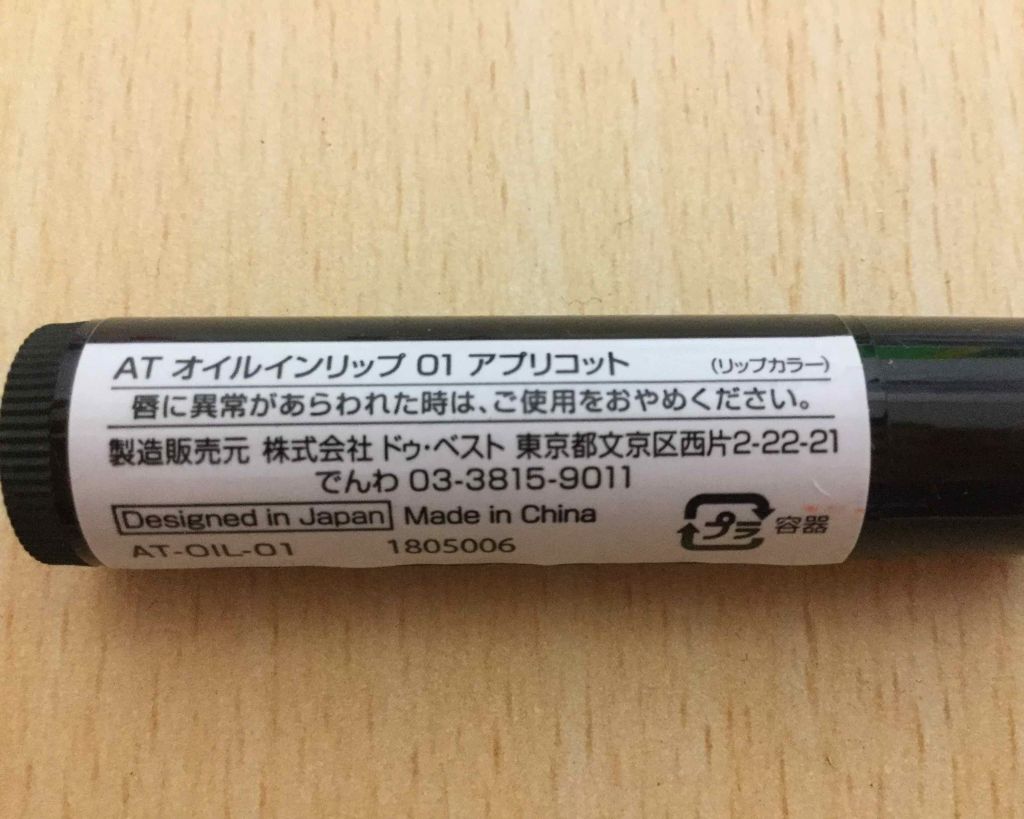 AT オイルインリップ 01 アプリコット (リップカラー)
唇に異常があらわれた時は、ご使用をおやめください。
製造販売元 株式会社 ドゥ・ベスト 東京都文京区西片2-22-21
でんわ 03-3815-9011
Designed in Japan Made in China
プラ 容器
AT-OIL-01 1805006